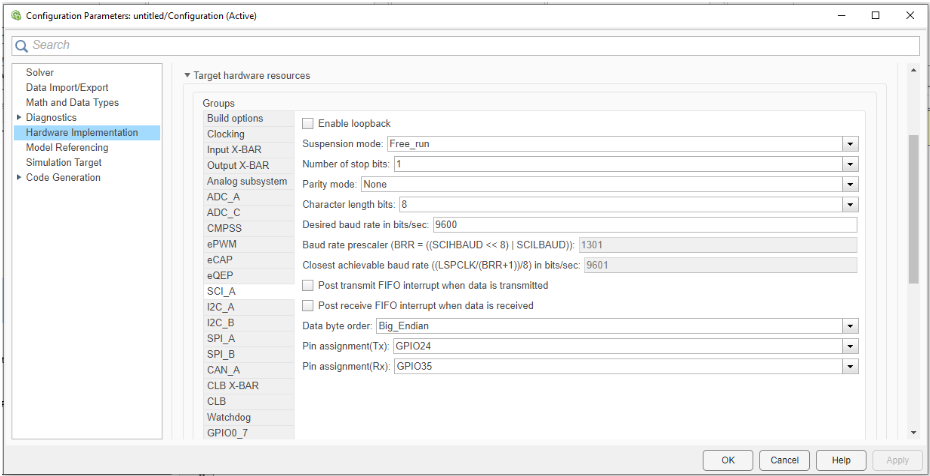 Configuration Parameters: untitled/Configuration (Active)
Search
Solver
Data Import/Export
Math and Data Types
Diagnostics
Hardware Implementation
Model Referencing
Simulation Target
Code Generation
Target hardware resources
Groups
Build options
Clocking
Input X-BAR
Output X-BAR
Analog subsystem
ADC_A
ADC_C
CMPSS
ePWM
eCAP
eQEP
SCI_A
I2C_A
I2C_B
SPI_A
SPI_B
CAN_A
CLB X-BAR
CLB
Watchdog
GPIO0_7
Enable loopback
Suspension mode: Free_run
Number of stop bits: 1
Parity mode: None
Character length bits: 8
Desired baud rate in bits/sec: 9600
Baud rate prescaler (BRR = ((SCIHBAUD << 8) | SCILBAUD)): 1301
Closest achievable baud rate ((LSPCLK/(BRR+1))/8) in bits/sec: 9601
Post transmit FIFO interrupt when data is transmitted
Post receive FIFO interrupt when data is received
Data byte order: Big_Endian
Pin assignment(Tx): GPIO24
Pin assignment(Rx): GPIO35
OK
Cancel
Help
Apply